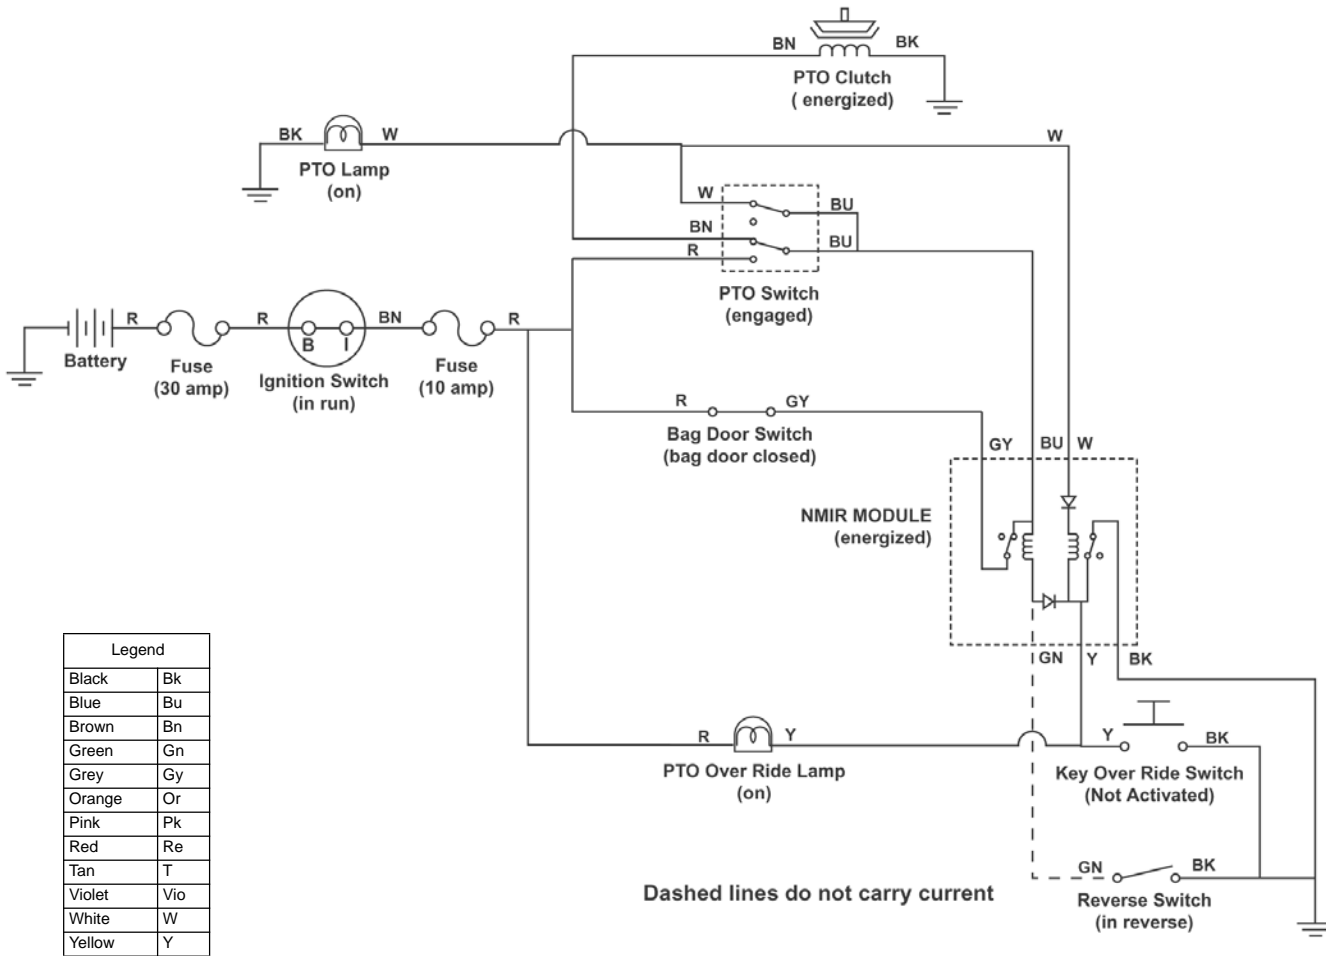 BN
BK
PTO Clutch
( energized)
BK
W
W
PTO Lamp
(on)
W
BU
BN
BU
R
PTO Switch
(engaged)
R
R
BN
R
B
I
Battery
Fuse
(30 amp)
Ignition Switch
(in run)
Fuse
(10 amp)
R
GY
Bag Door Switch
(bag door closed)
GY
BU
W
NMIR MODULE
(energized)
GN
Y
BK
Legend
Black Bk
Blue Bu
Brown Bn
Green Gn
Grey Gy
Orange Or
Pink Pk
Red Re
Tan T
Violet Vio
White W
Yellow Y
R
Y
PTO Over Ride Lamp
(on)
Y
BK
Key Over Ride Switch
(Not Activated)
GN
BK
Reverse Switch
(in reverse)
Dashed lines do not carry current